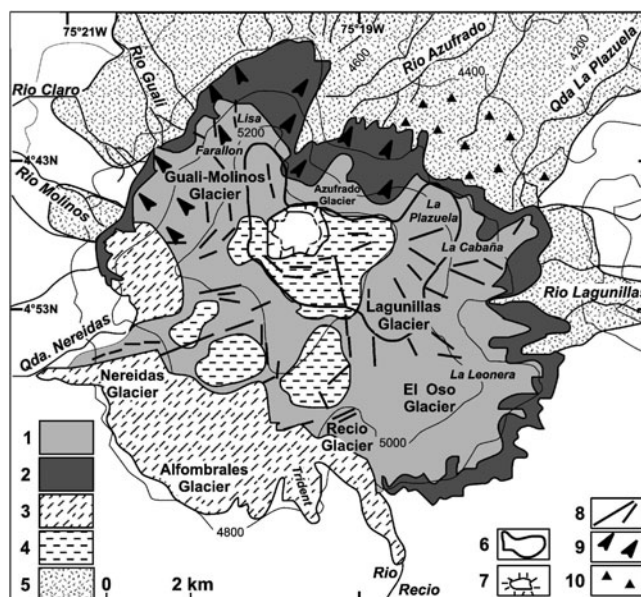 75°21W
75°19W
Rio Azufrado
4600
4200
4400
Qda La Plazuela
Rio Guali
Rio Claro
Lisa
5200
Farallon
4°43N
Guali-Molinos
Glacier
Azufrado
Glacier
Rio Molinos
La
Plazuela
La Cabaña
4°53N
Lagunillas
Glacier
Rio Lagunillas
Qda. Nereidas
Nereidas
Glacier
La Leonera
El Oso
Glacier
Recio
Glacier
5000
Alfombrales
Glacier
Trident
4800
Rio
Recio
1
2
3
4
5
0 2 km
6
7
8
9
10